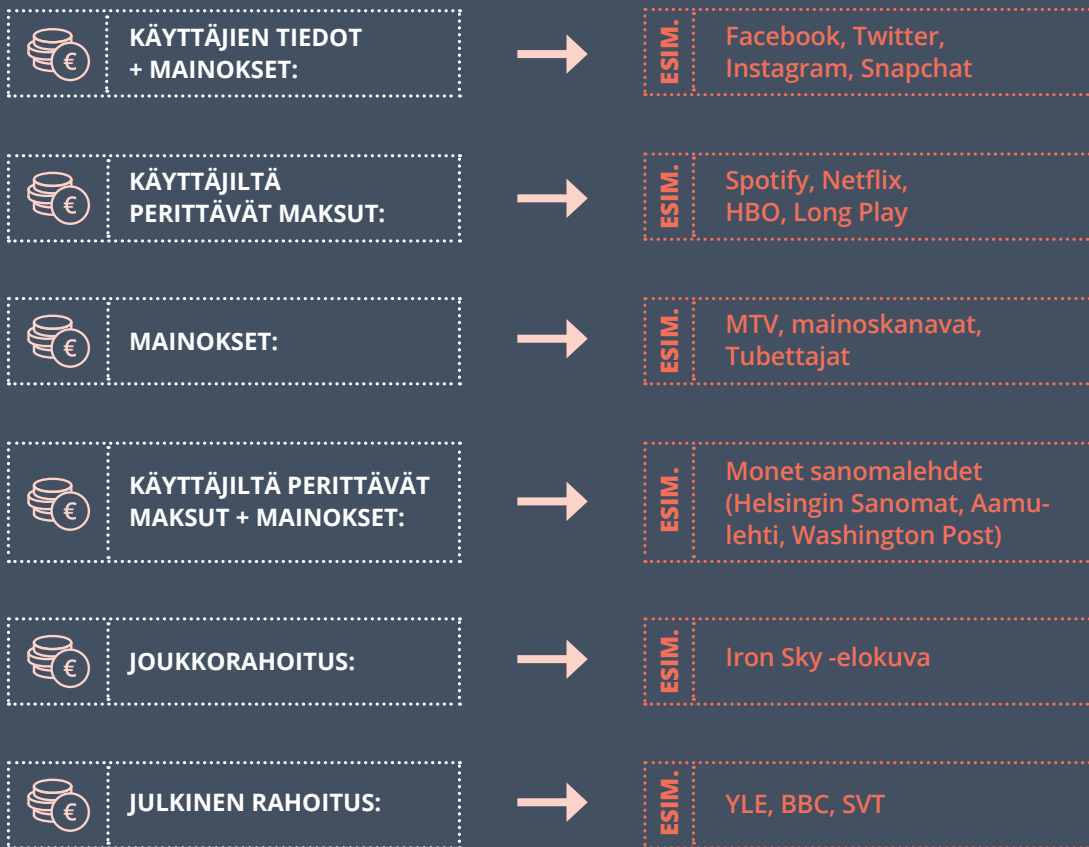 KÄYTTÄJIEN TIEDOT
+ MAINOKSET:
ESIM.
Facebook, Twitter,
Instagram, Snapchat
€
KÄYTTÄJILTÄ
PERITTÄVÄT MAKSUT:
ESIM.
Spotify, Netflix,
HBO, Long Play
€
MAINOKSET:
ESIM.
MTV, mainoskanavat,
Tubettajat
€
KÄYTTÄJILTÄ PERITTÄVÄT
MAKSUT + MAINOKSET:
ESIM.
Monet sanomalehdet
(Helsingin Sanomat, Aamu-
lehti, Washington Post)
€
JOUKKORAHOITUS:
ESIM.
Iron Sky -elokuva
€
JULKINEN RAHOITUS:
ESIM.
YLE, BBC, SVT
€